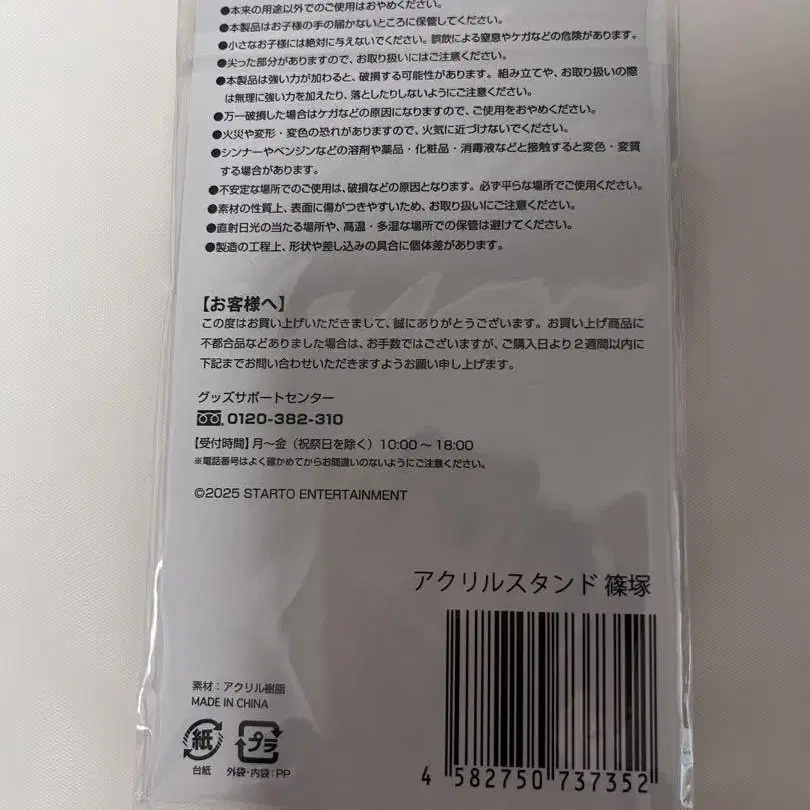 ●本来の用途以外でのご使用はおやめください。
●本製品はお子様の手の届かないところに保管してください。
●小さなお子様には絶対に与えないでください。誤飲による窒息やケガなどの危険があります。
●尖った部分がありますので、お取り扱いにはご注意ください。
●本製品は強い力が加わると、破損する可能性があります。組み立てや、お取り扱いの際
は無理に強い力を加えたり、落としたりしないようにご注意ください。
●万一破損した場合はケガなどの原因になりますので、ご使用をおやめください。
●火災や変形・変色の恐れがありますので、火気に近づけないでください。
●シンナーやベンジンなどの溶剤や薬品・化粧品・消毒液などと接触すると変色・変質
する場合があります。
●不安定な場所でのご使用は、破損などの原因となります。必ず平らな場所でご使用ください。
●素材の性質上、表面に傷がつきやすいため、お取り扱いにご注意ください。
●直射日光の当たる場所や、高温・多湿な場所での保管は避けてください。
●製造の工程上、形状や差し込みの具合に個体差があります。
【お客様へ】
この度はお買い上げいただきまして、誠にありがとうございます。お買い上げ商品に
不都合品などありました場合は、お手数ではございますが、ご購入日より2週間以内に
下記までお問い合わせいただきますようお願い申し上げます。
グッズサポートセンター
0120-382-310
【受付時間】月〜金（祝祭日を除く）10:00〜18:00
※電話番号はよく確かめてからお間違いのないようにご注意ください。
©2025 STARTO ENTERTAINMENT
アクリルスタンド 篠塚
素材：アクリル樹脂
MADE IN CHINA
紙 プラ
台紙 外袋・内袋：PP
4 582750 737352